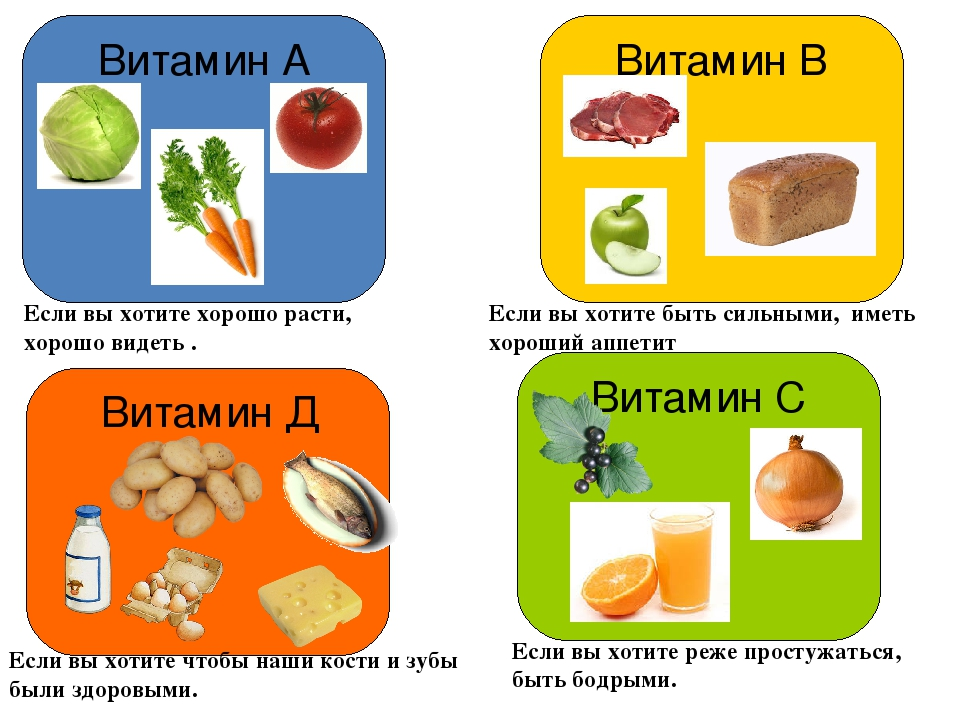 Витамин А
Витамин В
Если вы хотите хорошо расти,
хорошо видеть .
Если вы хотите быть сильными, иметь
хороший аппетит
Витамин Д
Витамин С
Если вы хотите чтобы наши кости и зубы
были здоровыми.
Если вы хотите реже простужаться,
быть бодрыми.